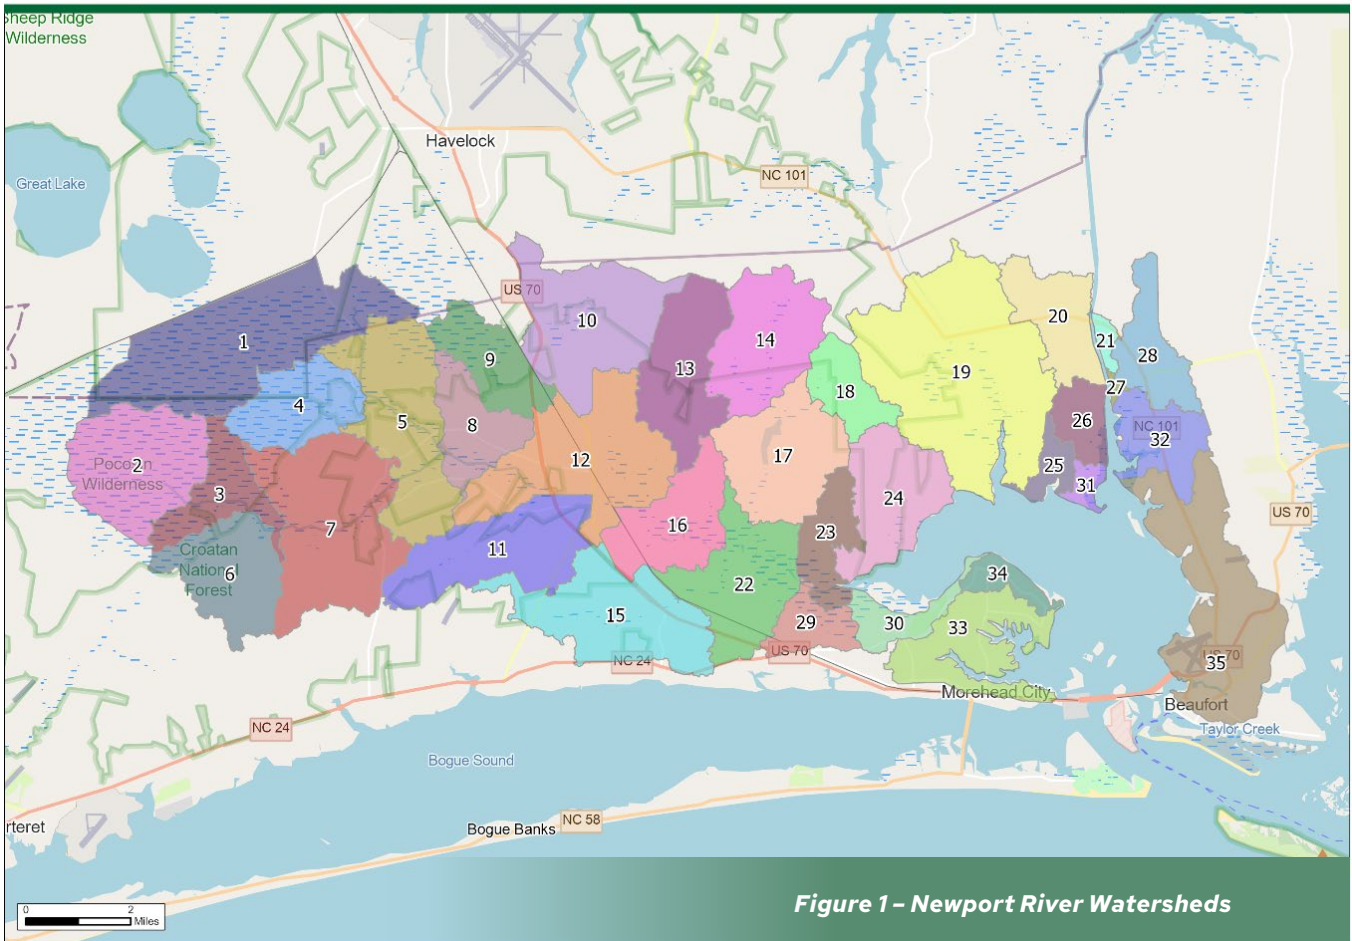 Sheep Ridge
Wilderness
Havelock
Great Lake
NC 101
US 70
10
1
14
20
9
13
19
21
28
4
18
27
5
8
26
NC 101
32
12
17
2
Pocosin
Wilderness
25
31
3
24
US 70
7
16
23
11
Croatan
National
Forest
6
22
34
15
29
30
33
NC 24
US 70
US 70
35
Morehead City
Beaufort
NC 24
Taylor Creek
Bogue Sound
rteret
Bogue Banks
NC 58
Figure 1 – Newport River Watersheds
0
2
Miles